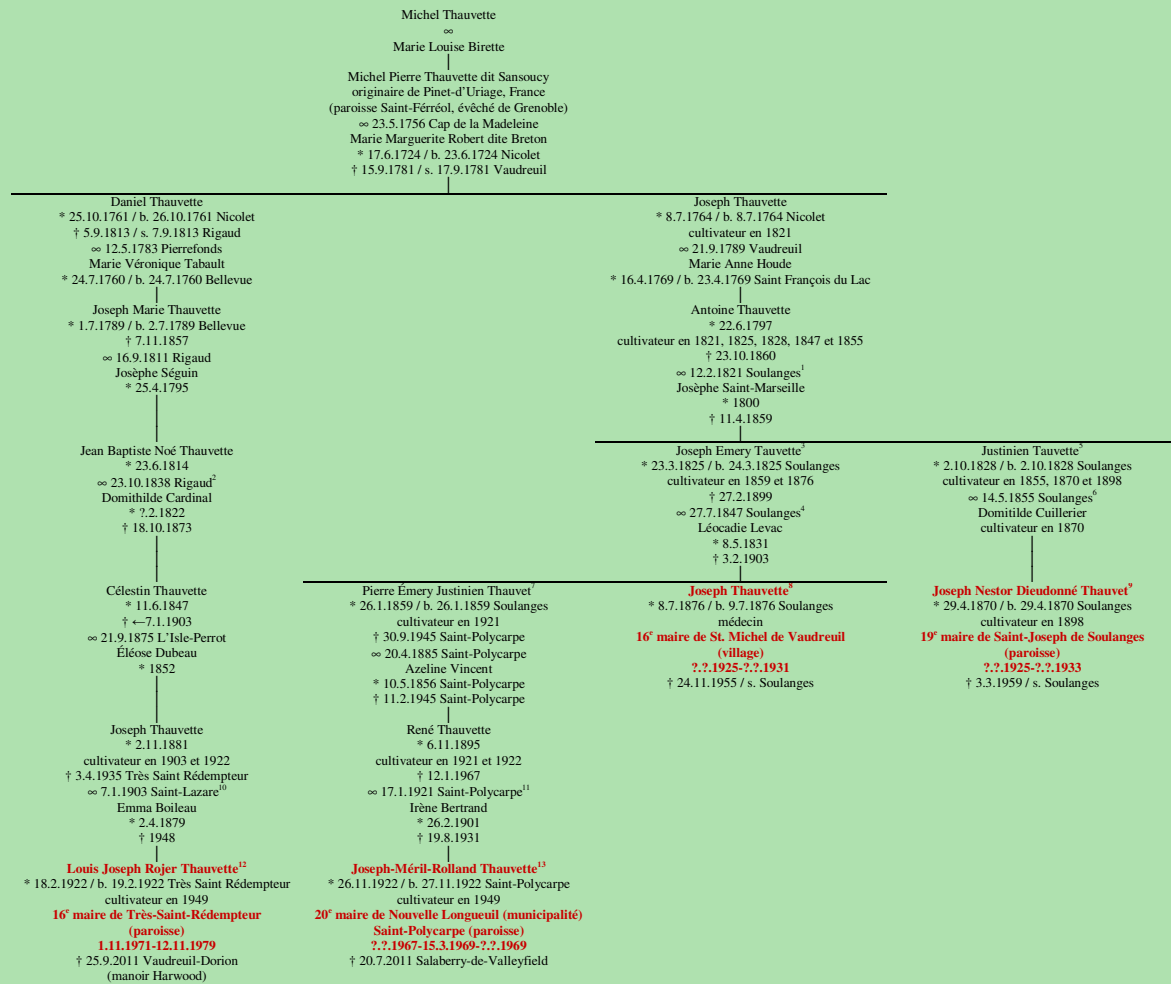 Michel Thauvette
∞
Marie Louise Birette
Michel Pierre Thauvette dit Sansoucy
originaire de Pinet-d'Uriage, France
(paroisse Saint-Férréol, évêché de Grenoble)
∞ 23.5.1756 Cap de la Madeleine
Marie Marguerite Robert dite Breton
* 17.6.1724 / b. 23.6.1724 Nicolet
† 15.9.1781 / s. 17.9.1781 Vaudreuil
Daniel Thauvette
* 25.10.1761 / b. 26.10.1761 Nicolet
† 5.9.1813 / s. 7.9.1813 Rigaud
∞ 12.5.1783 Pierrefonds
Marie Véronique Tabault
* 24.7.1760 / b. 24.7.1760 Bellevue
Joseph Thauvette
* 8.7.1764 / b. 8.7.1764 Nicolet
cultivateur en 1821
∞ 21.9.1789 Vaudreuil
Marie Anne Houde
* 16.4.1769 / b. 23.4.1769 Saint François du Lac
Joseph Marie Thauvette
* 1.7.1789 / b. 2.7.1789 Bellevue
† 7.11.1857
∞ 16.9.1811 Rigaud
Josèphe Séguin
* 25.4.1795
Antoine Thauvette
* 22.6.1797
cultivateur en 1821, 1825, 1828, 1847 et 1855
† 23.10.1860
∞ 12.2.1821 Soulanges¹
Josèphe Saint-Marseille
* 1800
† 11.4.1859
Jean Baptiste Noé Thauvette
* 23.6.1814
∞ 23.10.1838 Rigaud²
Domithilde Cardinal
* ?.2.1822
† 18.10.1873
Joseph Emery Tauvette³
* 23.3.1825 / b. 24.3.1825 Soulanges
cultivateur en 1859 et 1876
† 27.2.1899
∞ 27.7.1847 Soulanges⁴
Léocadie Levac
* 8.5.1831
† 3.2.1903
Justinien Tauvette⁵
* 2.10.1828 / b. 2.10.1828 Soulanges
cultivateur en 1855, 1870 et 1898
∞ 14.5.1855 Soulanges⁶
Domitilde Cuillerier
cultivateur en 1870
Célestin Thauvette
* 11.6.1847
† ←7.1.1903
∞ 21.9.1875 L'Isle-Perrot
Éléose Dubeau
* 1852
Pierre Émery Justinien Thauvet⁷
* 26.1.1859 / b. 26.1.1859 Soulanges
cultivateur en 1921
† 30.9.1945 Saint-Polycarpe
∞ 20.4.1885 Saint-Polycarpe
Azeline Vincent
* 10.5.1856 Saint-Polycarpe
† 11.2.1945 Saint-Polycarpe
Joseph Thauvette⁸
* 8.7.1876 / b. 9.7.1876 Soulanges
médecin
16ᵉ maire de St. Michel de Vaudreuil
(village)
?.?.1925-?.?.1931
† 24.11.1955 / s. Soulanges
Joseph Nestor Dieudonné Thauvet⁹
* 29.4.1870 / b. 29.4.1870 Soulanges
cultivateur en 1898
19ᵉ maire de Saint-Joseph de Soulanges
(paroisse)
?.?.1925-?.?.1933
† 3.3.1959 / s. Soulanges
Joseph Thauvette
* 2.11.1881
cultivateur en 1903 et 1922
† 3.4.1935 Très Saint Rédempteur
∞ 7.1.1903 Saint-Lazare¹⁰
Emma Boileau
* 2.4.1879
† 1948
René Thauvette
* 6.11.1895
cultivateur en 1921 et 1922
† 12.1.1967
∞ 17.1.1921 Saint-Polycarpe¹¹
Irène Bertrand
* 26.2.1901
† 19.8.1931
Louis Joseph Rojer Thauvette¹²
* 18.2.1922 / b. 19.2.1922 Très Saint Rédempteur
cultivateur en 1949
16ᵉ maire de Très-Saint-Rédempteur
(paroisse)
1.11.1971-12.11.1979
† 25.9.2011 Vaudreuil-Dorion
(manoir Harwood)
Joseph-Méril-Rolland Thauvette¹³
* 26.11.1922 / b. 27.11.1922 Saint-Polycarpe
cultivateur en 1949
20ᵉ maire de Nouvelle Longueuil (municipalité)
Saint-Polycarpe (paroisse)
?.?.1967-15.3.1969-?.?.1969
† 20.7.2011 Salaberry-de-Valleyfield